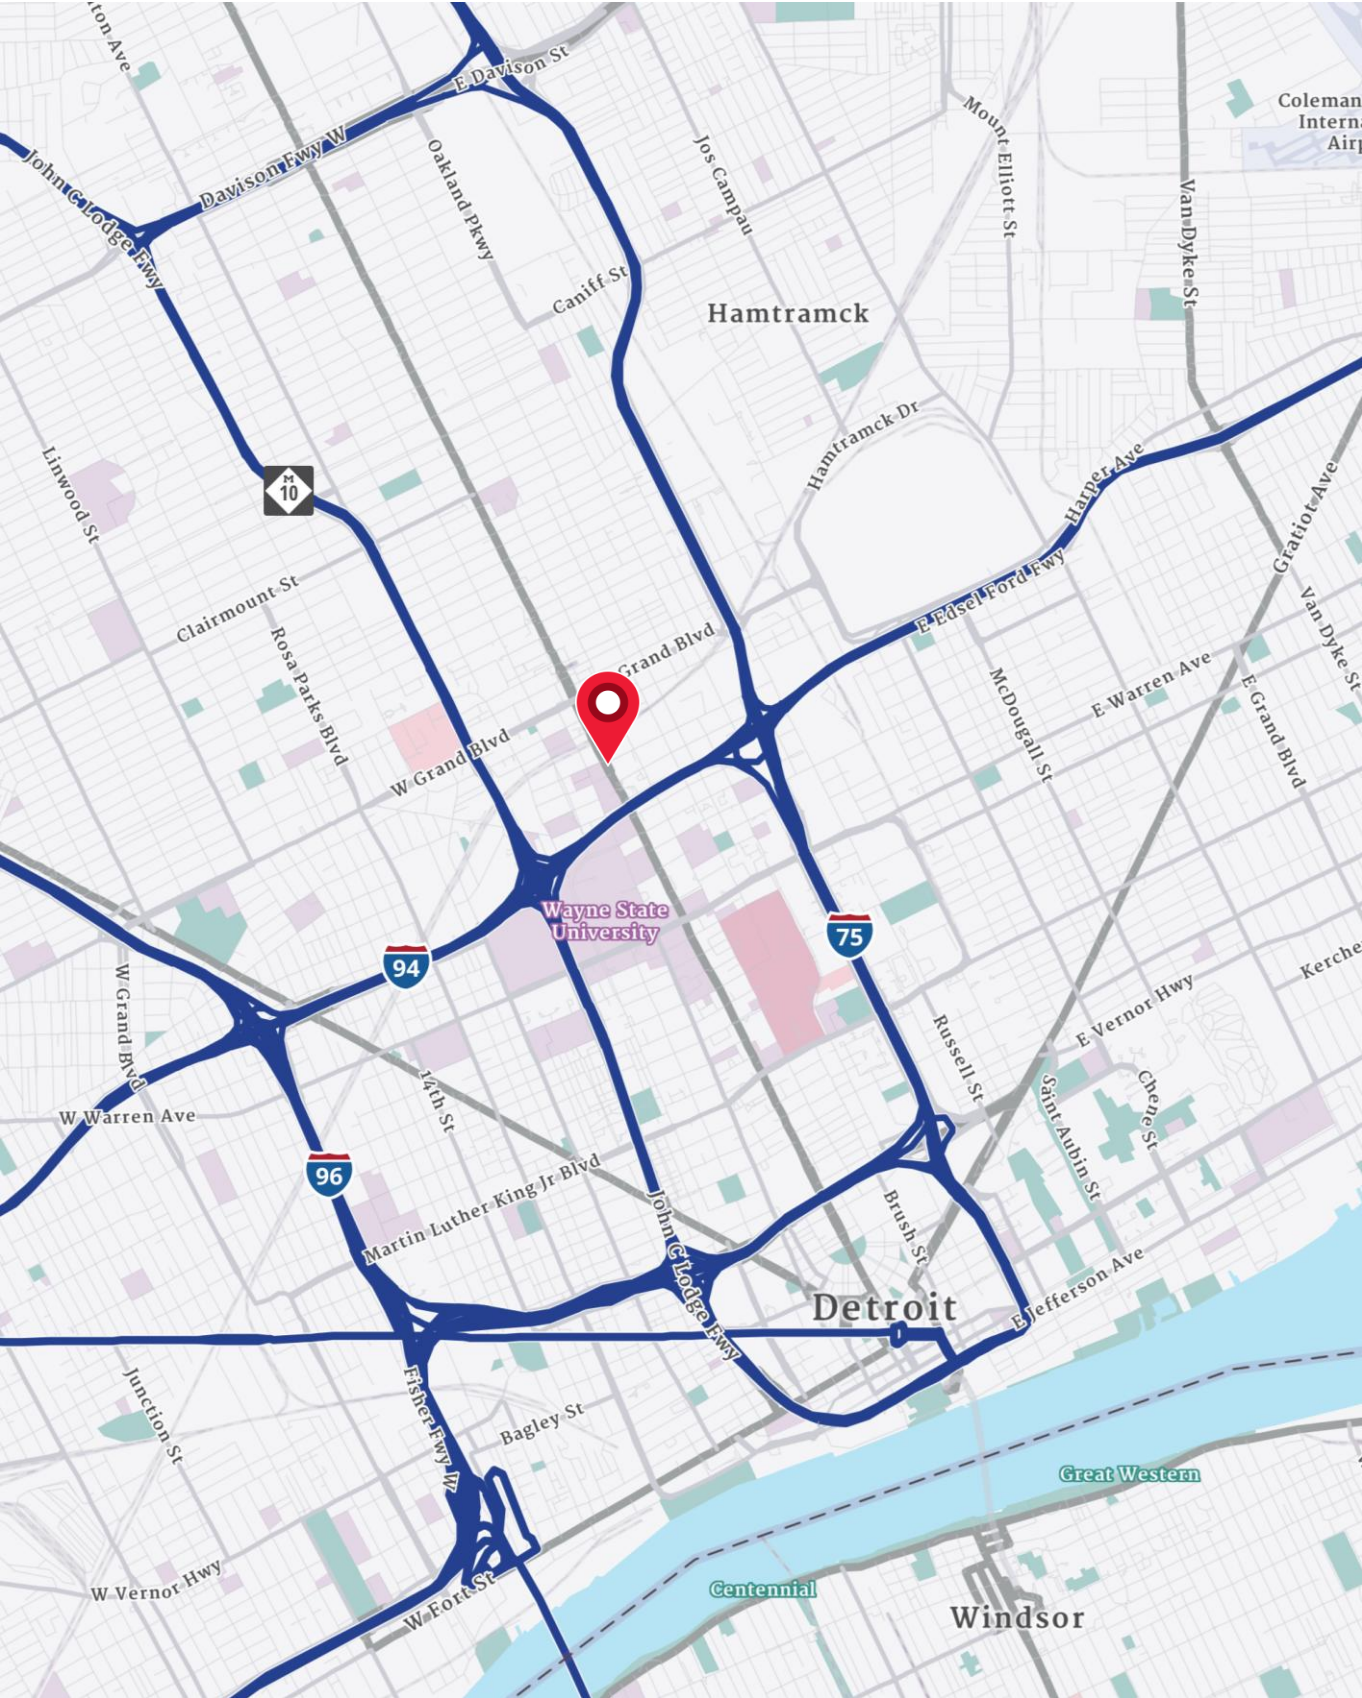 E Davison St
Coleman
Interna
Airp
Mount Elliott St
Davison Fwy W
John C Lodge Fwy
Oakland Pkwy
Jos Campau
Van Dyke St
Caniff St
Hamtramck
Hamtramck Dr
Linwood St
M
10
Harper Ave
Gratiot Ave
Clairmount St
E Edsel Ford Fwy
Van Dyke St
Rosa Parks Blvd
Grand Blvd
E Warren Ave
McDougall St
E Grand Blvd
W Grand Blvd
Wayne State
University
75
94
Kerche
W Grand Blvd
E Vernor Hwy
Russell St
14th St
Saint Aubin St
Chene St
W Warren Ave
96
Martin Luther King Jr Blvd
John C Lodge Fwy
Brush St
E Jefferson Ave
Detroit
Junction St
Fisher Fwy W
Bagley St
Great Western
W Vernor Hwy
W Fort St
Centennial
Windsor